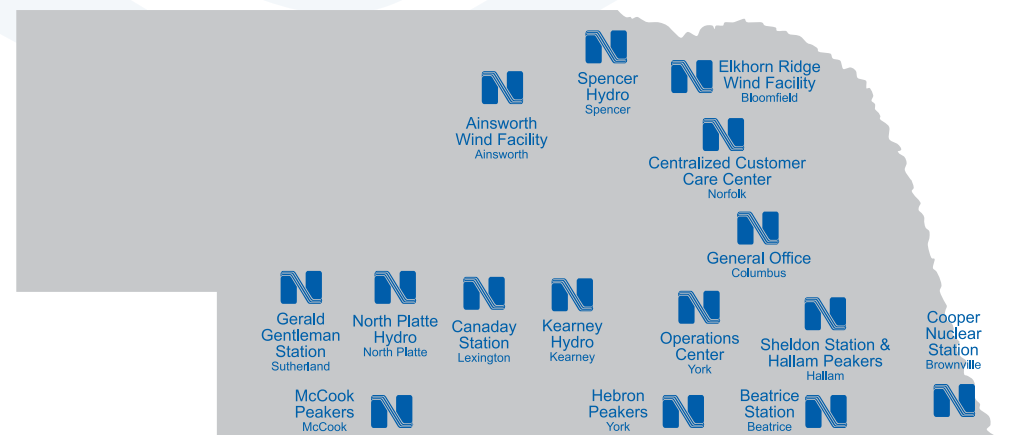 Spencer
Hydro
Spencer
Elkhorn Ridge
Wind Facility
Bloomfield
Ainsworth
Wind Facility
Ainsworth
Centralized Customer
Care Center
Norfolk
General Office
Columbus
Gerald
Gentleman
Station
Sutherland
North Platte
Hydro
North Platte
Canaday
Station
Lexington
Kearney
Hydro
Kearney
Operations
Center
York
Sheldon Station &
Hallam Peakers
Hallam
Cooper
Nuclear
Station
Brownville
McCook
Peakers
McCook
Hebron
Peakers
York
Beatrice
Station
Beatrice